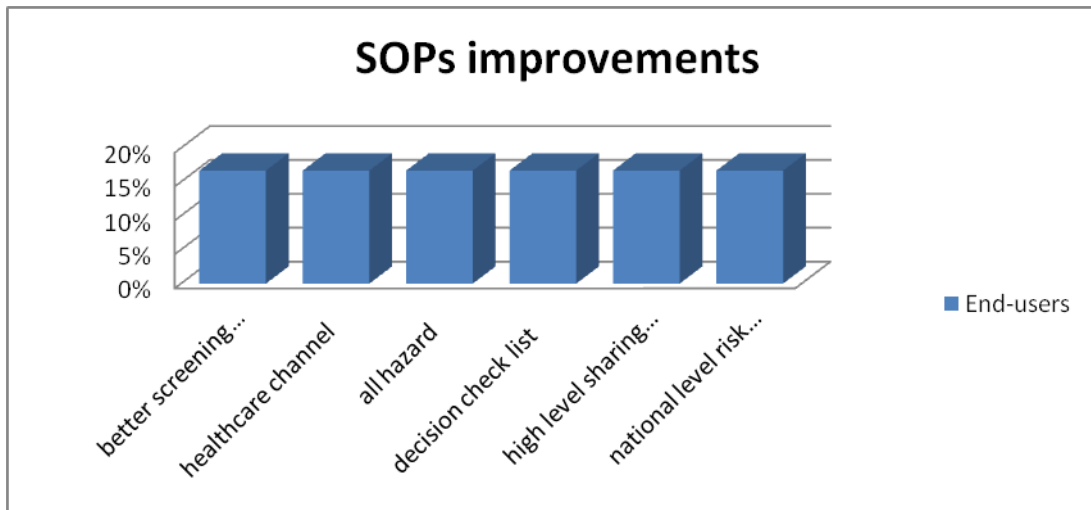 SOPs improvements
20%
15%
10%
5%
0%
better screening...
healthcare channel
all hazard
decision check list
high level sharing...
national level risk...
End-users